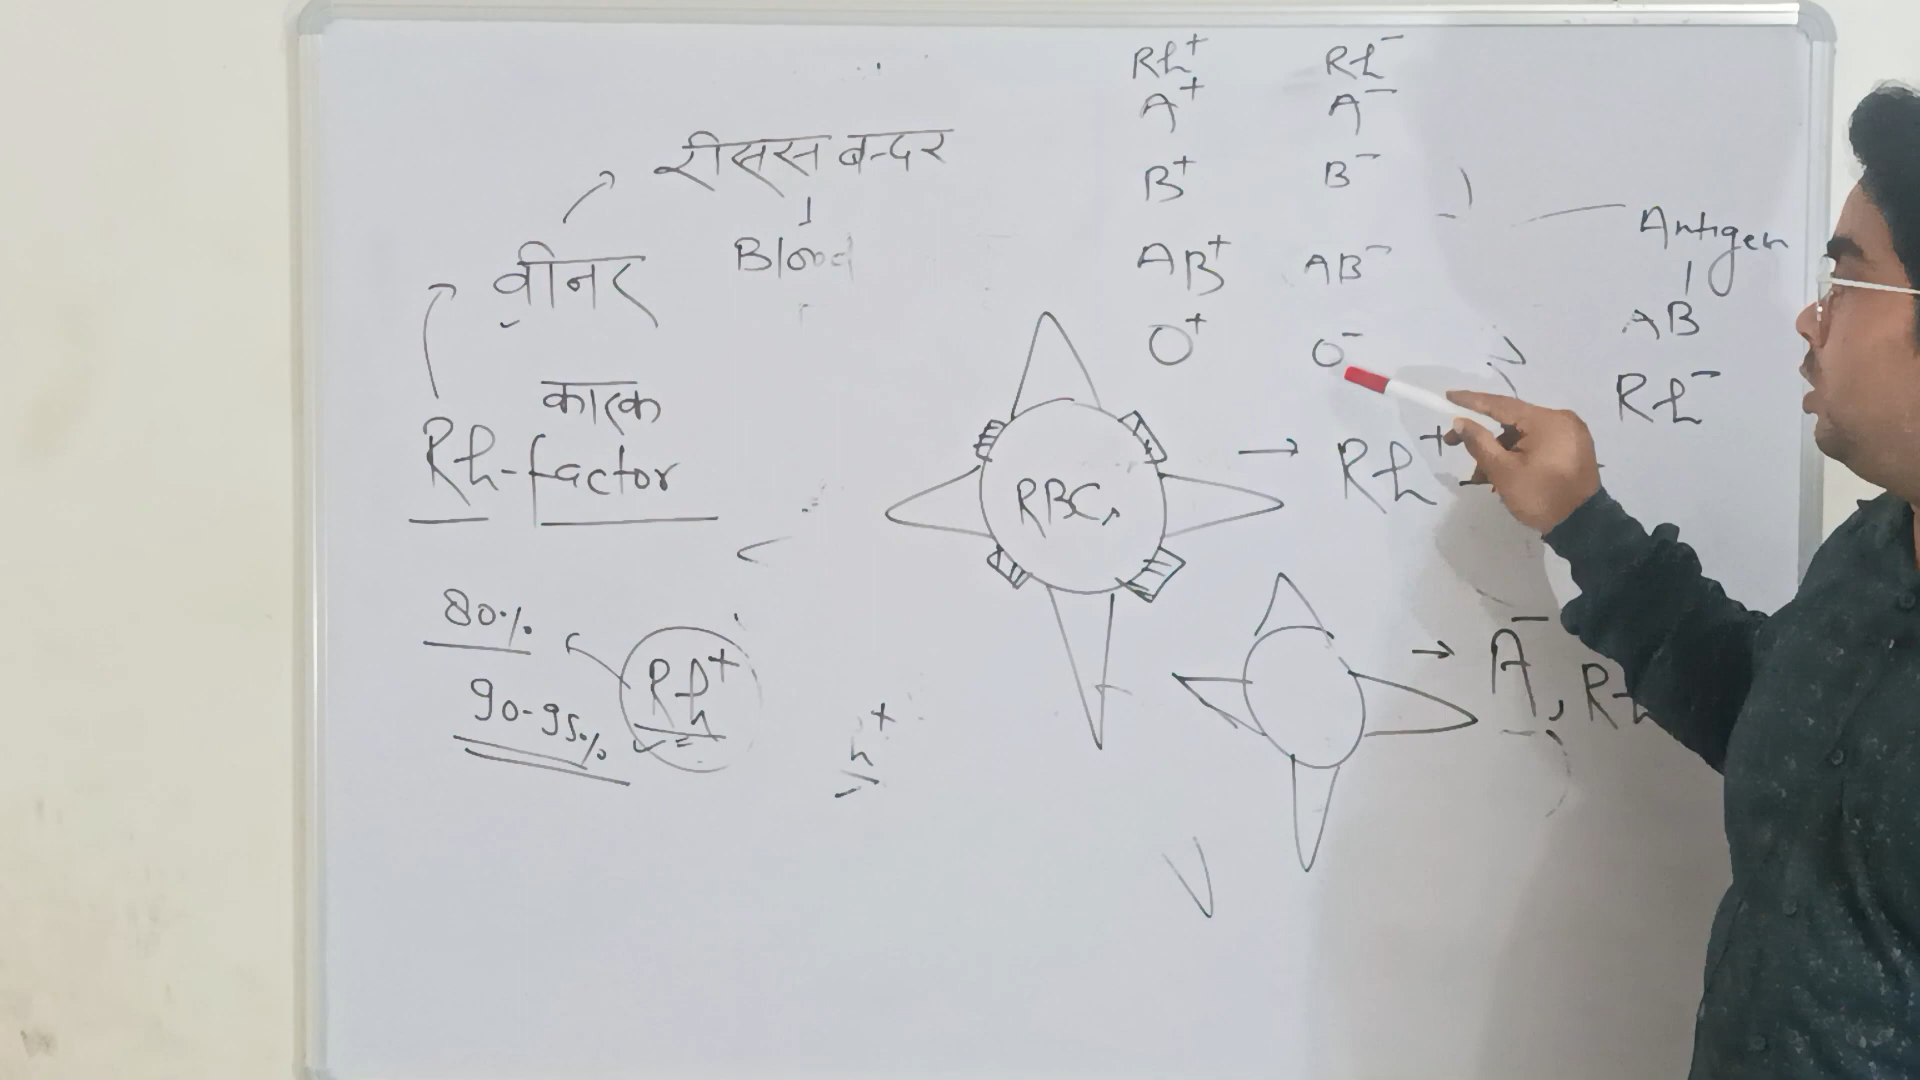 रीसस बन्दर
Blood
वीनर
कारक
Rh-factor
80%
90-95%
Rh+
h+
Rh+ Rh-
A+ A-
B+ B-
AB+ AB-
O+ O-
Antigen
AB
Rh-
RBC
Rh+
A-, Rh